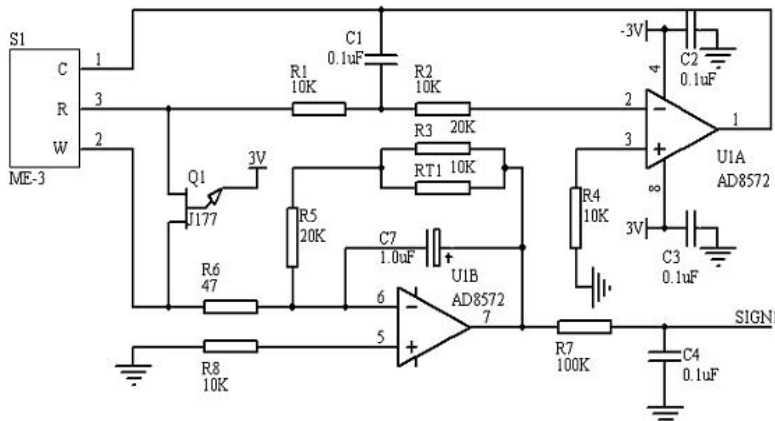 S1
C
1
R
3
W
2
ME-3
C1
0.1uF
R1
10K
R2
10K
Q1
J177
3V
R3
20K
RT1
10K
R5
20K
R6
47
C7
1.0uF
R8
10K
6
5
7
U1B
AD8572
-3V
4
C2
0.1uF
2
3
1
U1A
AD8572
8
R4
10K
3V
C3
0.1uF
R7
100K
C4
0.1uF